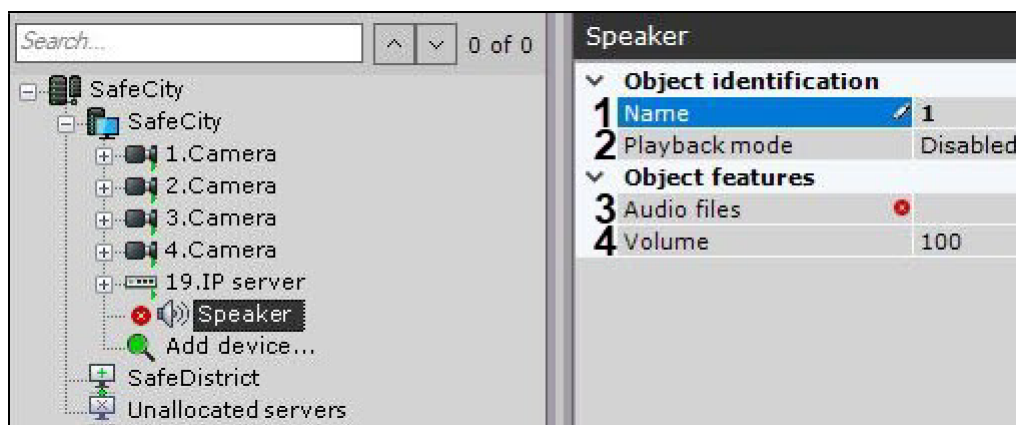 Search...
0 of 0
SafeCity
SafeCity
1.Camera
2.Camera
3.Camera
4.Camera
19.IP server
Speaker
Add device...
SafeDistrict
Unallocated servers
Speaker
Object identification
1 Name 1
2 Playback mode Disabled
Object features
3 Audio files
4 Volume 100